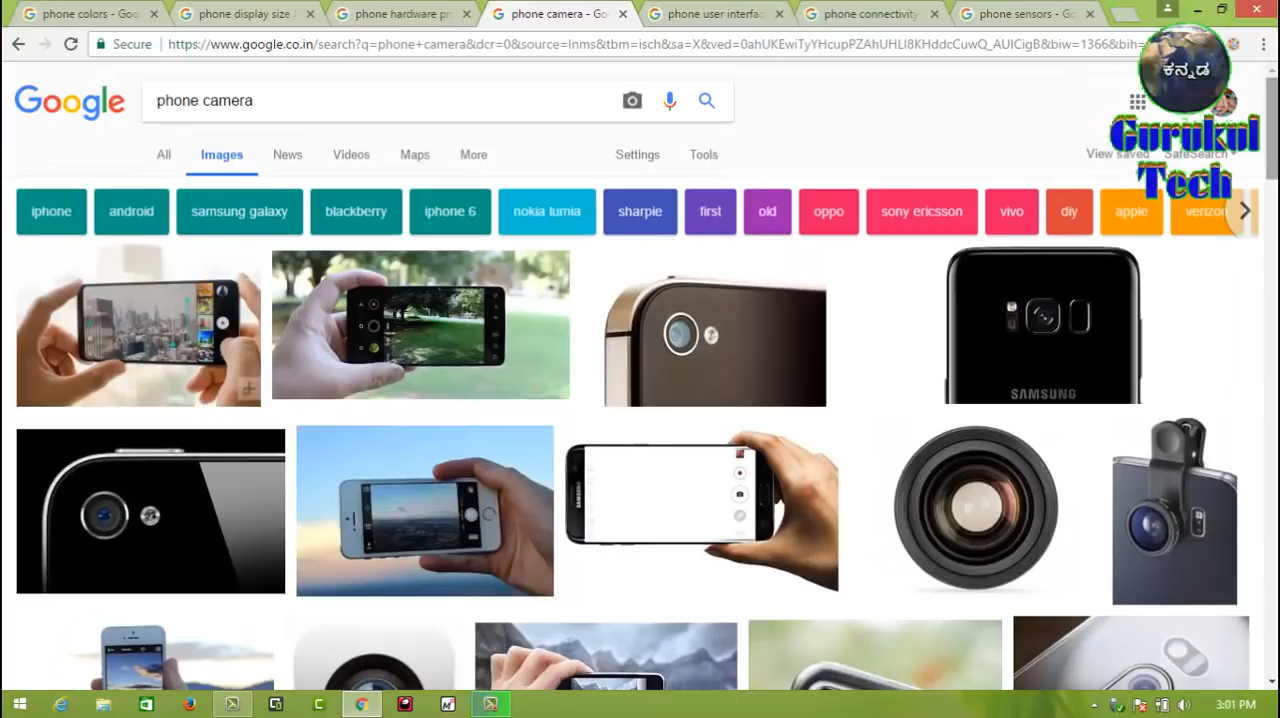 phone colors - Goo
phone display size i
phone hardware pr
phone camera - Goo
phone user interfac
phone connectivity
phone sensors - Go
Secure
https://www.google.co.in/search?q=phone+camera&dcr=0&source=lnms&tbm=isch&sa=X&ved=0ahUKEwiTyYHcupPZAhUHLI8KHddcCuwQ_AUICigB&biw=1366&bih=
ಕನ್ನಡ
Gurukul
Tech
Google
phone camera
All
Images
News
Videos
Maps
More
Settings
Tools
View saved
SafeSearch
iphone
android
samsung galaxy
blackberry
iphone 6
nokia lumia
sharpie
first
old
oppo
sony ericsson
vivo
diy
apple
verizon
SAMSUNG
SAMSUNG
3:01 PM